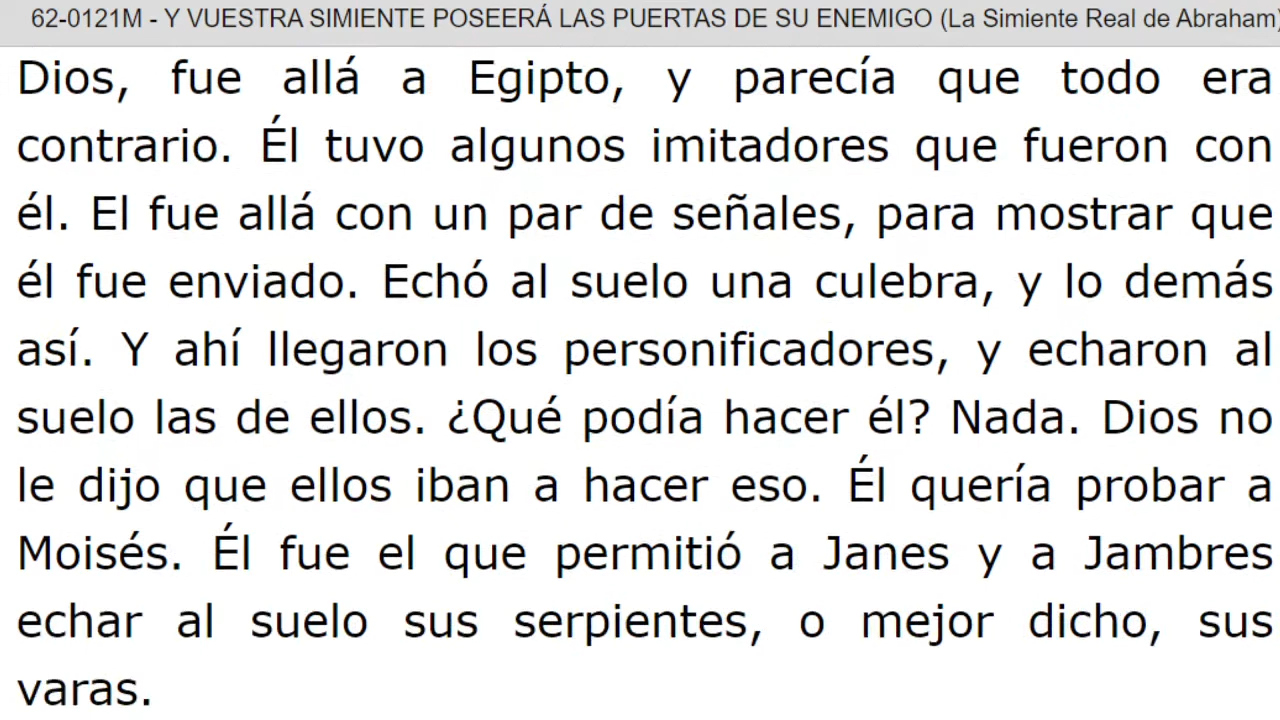 62-0121M - Y VUESTRA SIMIENTE POSEERÁ LAS PUERTAS DE SU ENEMIGO (La Simiente Real de Abraham)
Dios, fue allá a Egipto, y parecía que todo era
contrario. Él tuvo algunos imitadores que fueron con
él. El fue allá con un par de señales, para mostrar que
él fue enviado. Echó al suelo una culebra, y lo demás
así. Y ahí llegaron los personificadores, y echaron al
suelo las de ellos. ¿Qué podía hacer él? Nada. Dios no
le dijo que ellos iban a hacer eso. Él quería probar a
Moisés. Él fue el que permitió a Janes y a Jambres
echar al suelo sus serpientes, o mejor dicho, sus
varas.